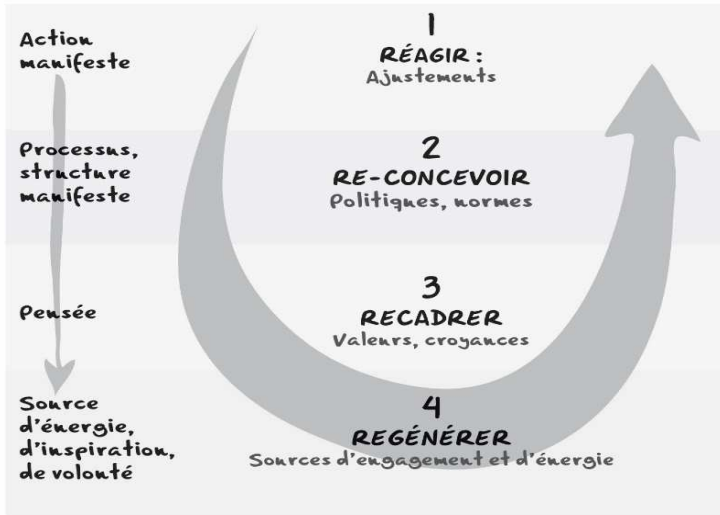 Action
manifeste
1
RÉAGIR :
Ajustements
Processus,
structure
manifeste
2
RE-CONCEVOIR
Politiques, normes
Pensée
3
RECADRER
Valeurs, croyances
Source
d'énergie,
d'inspiration,
de volonté
4
REGÉNÉRER
Sources d'engagement et d'énergie